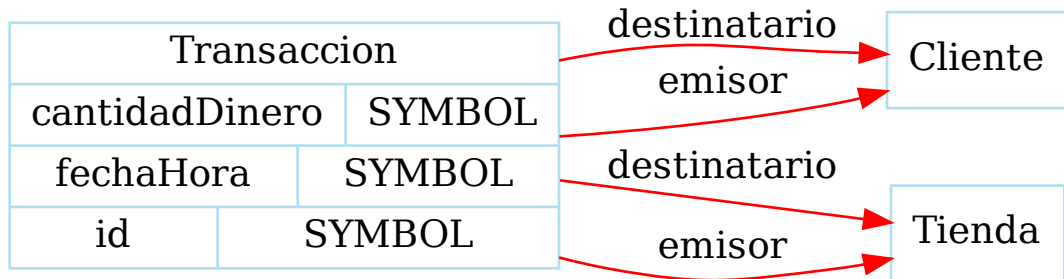 Transaccion
cantidadDinero SYMBOL
fechaHora SYMBOL
id SYMBOL
destinatario
emisor
destinatario
emisor
Cliente
Tienda